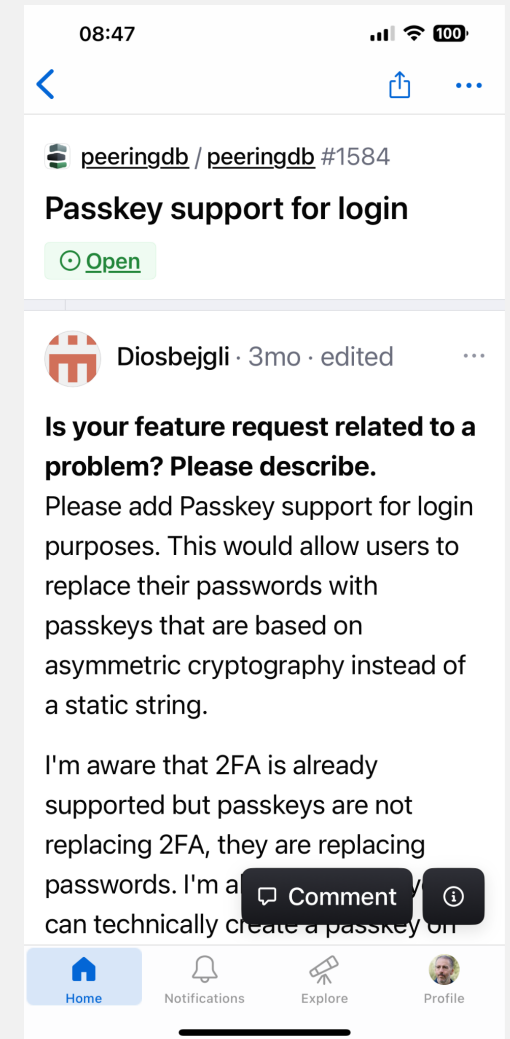 08:47
100
peeringdb / peeringdb #1584
Passkey support for login
Open
Diosbejgli · 3mo · edited
Is your feature request related to a
problem? Please describe.
Please add Passkey support for login
purposes. This would allow users to
replace their passwords with
passkeys that are based on
asymmetric cryptography instead of
a static string.
I'm aware that 2FA is already
supported but passkeys are not
replacing 2FA, they are replacing
passwords. I'm
Comment
can technically create a passkey on
Home
Notifications
Explore
Profile